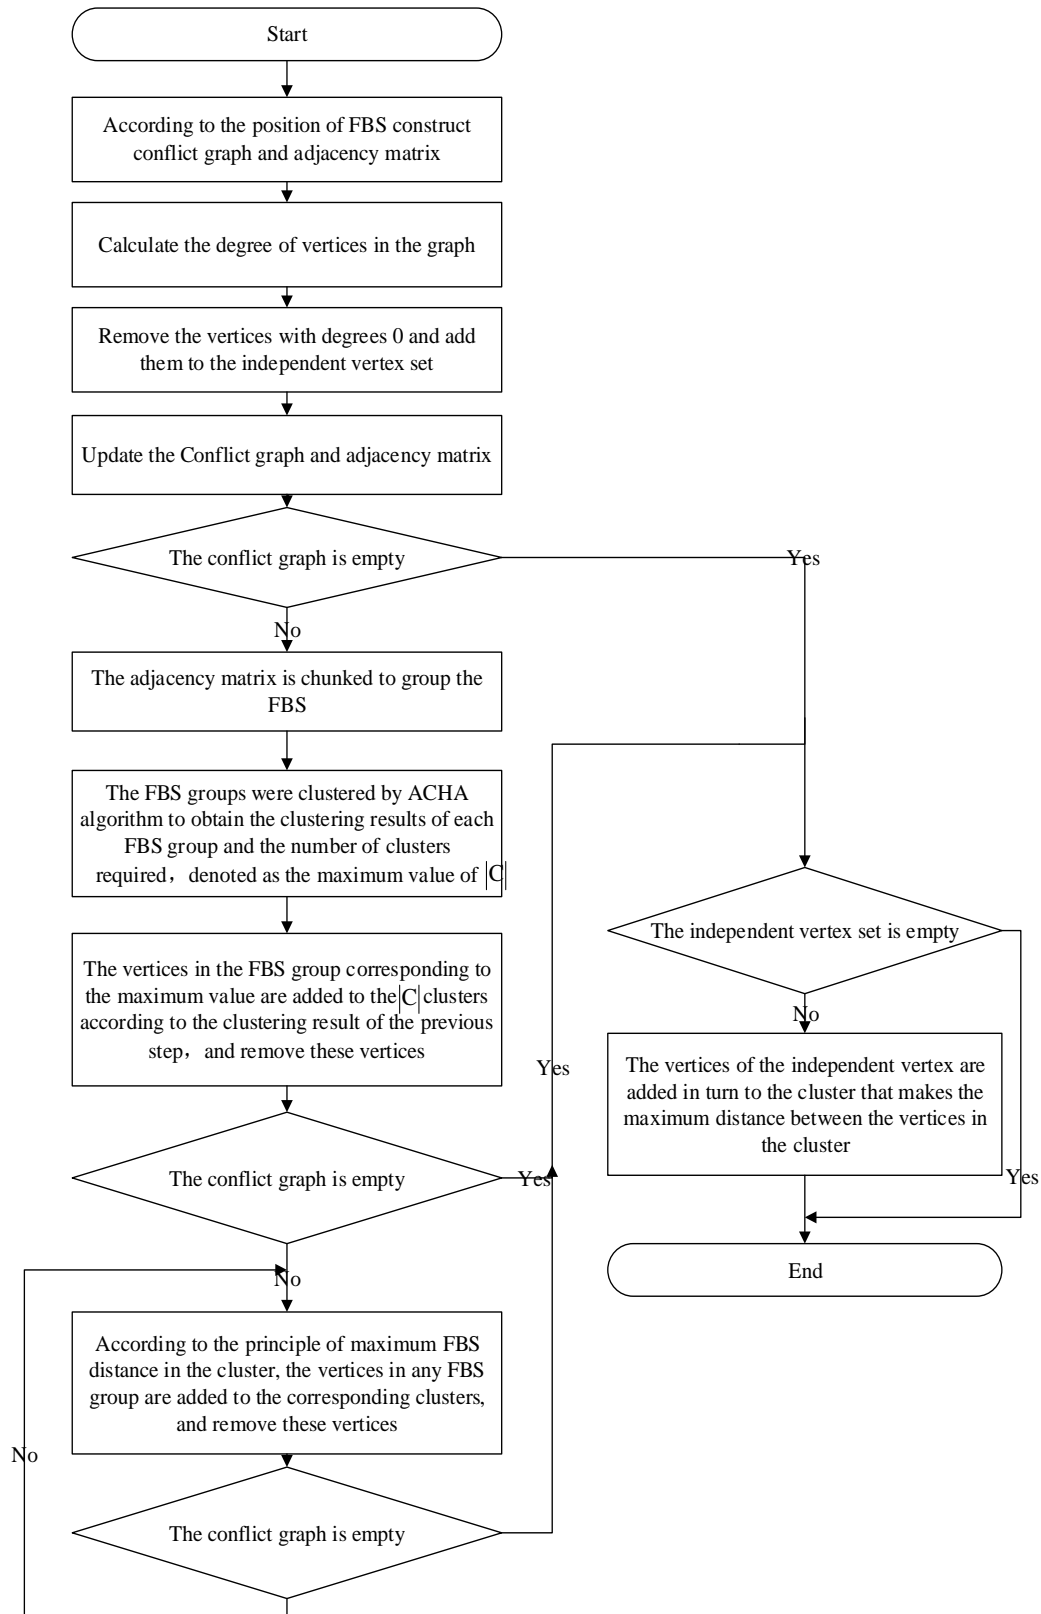 Start
According to the position of FBS construct
conflict graph and adjacency matrix
Calculate the degree of vertices in the graph
Remove the vertices with degrees 0 and add
them to the independent vertex set
Update the Conflict graph and adjacency matrix
The conflict graph is empty
Yes
No
The adjacency matrix is chunked to group the
FBS
The FBS groups were clustered by ACHA
algorithm to obtain the clustering results of each
FBS group and the number of clusters
required，denoted as the maximum value of |C|
The vertices in the FBS group corresponding to
the maximum value are added to the |C| clusters
according to the clustering result of the previous
step，and remove these vertices
Yes
The conflict graph is empty
Yes
No
According to the principle of maximum FBS
distance in the cluster, the vertices in any FBS
group are added to the corresponding clusters,
and remove these vertices
No
The conflict graph is empty
The independent vertex set is empty
No
The vertices of the independent vertex are
added in turn to the cluster that makes the
maximum distance between the vertices in
the cluster
Yes
End